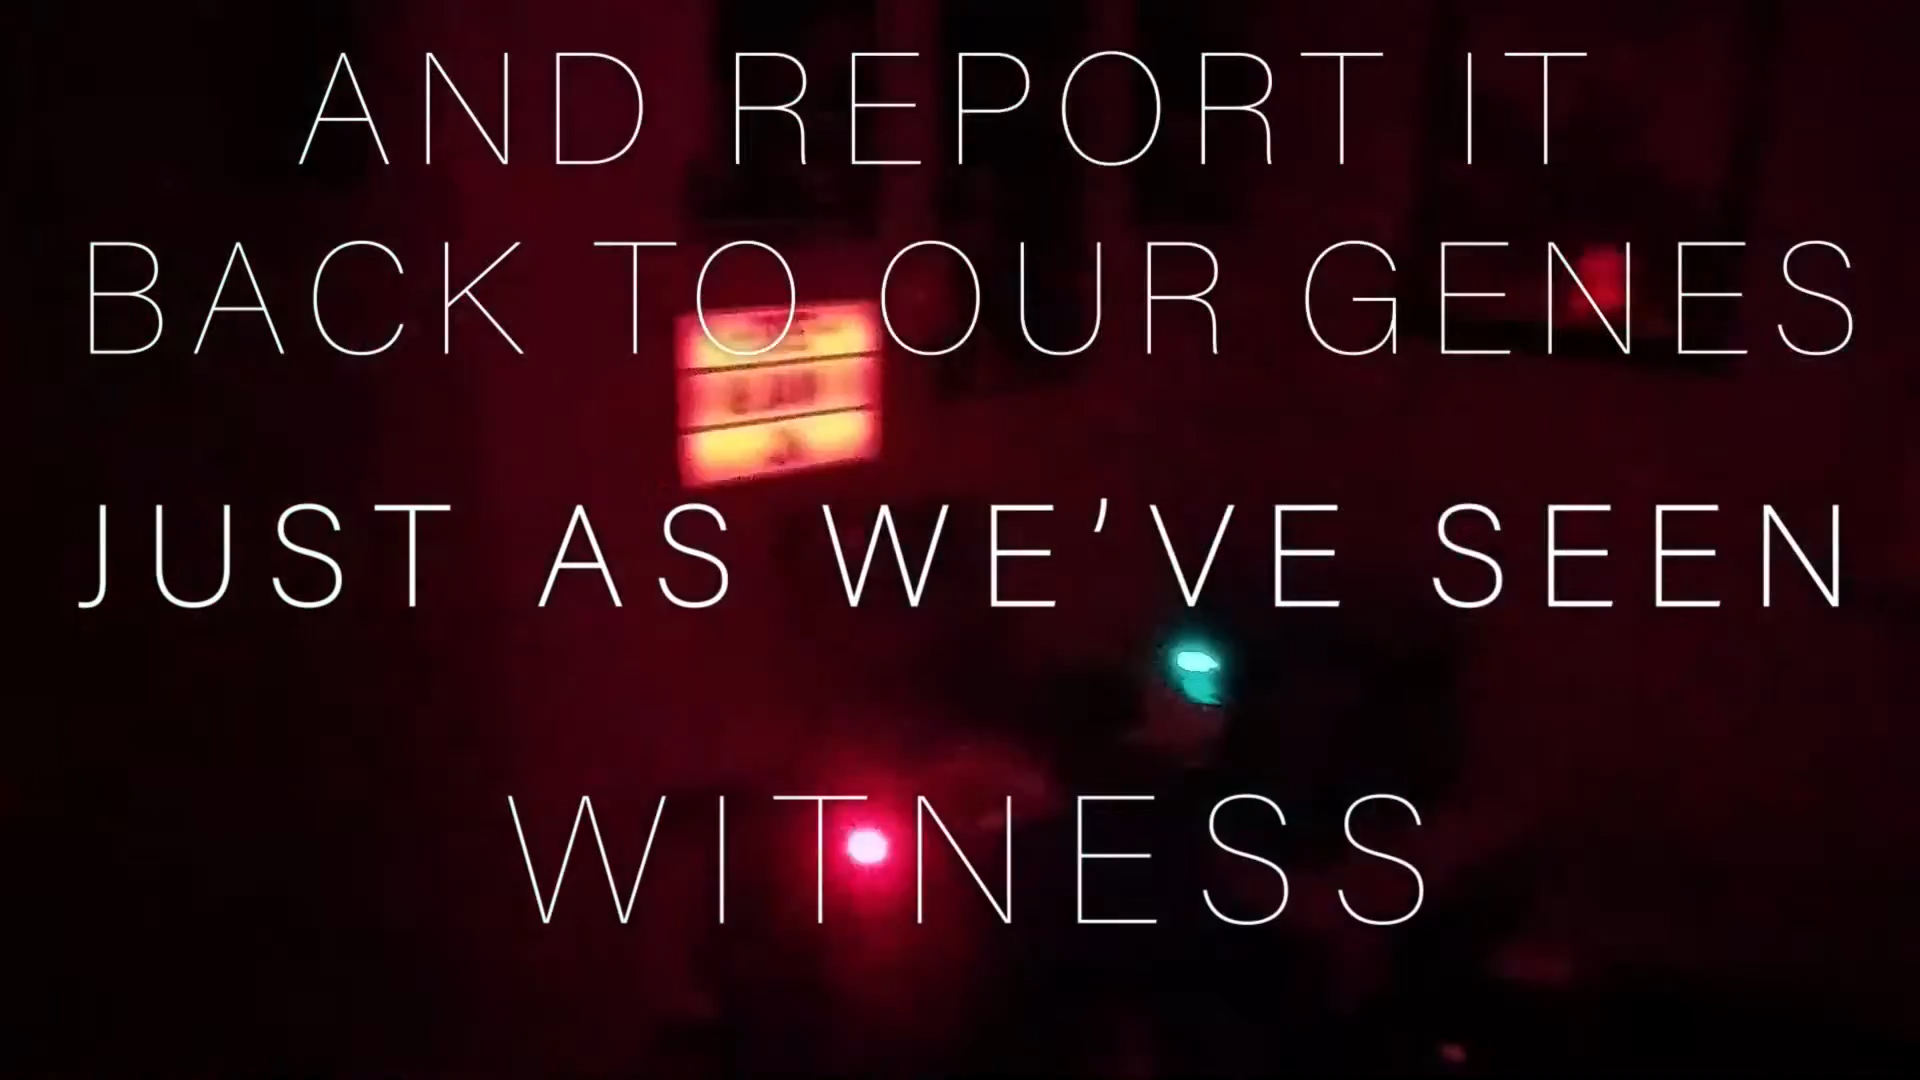 AND REPORT IT
BACK TO OUR GENES
JUST AS WE'VE SEEN
WITNESS